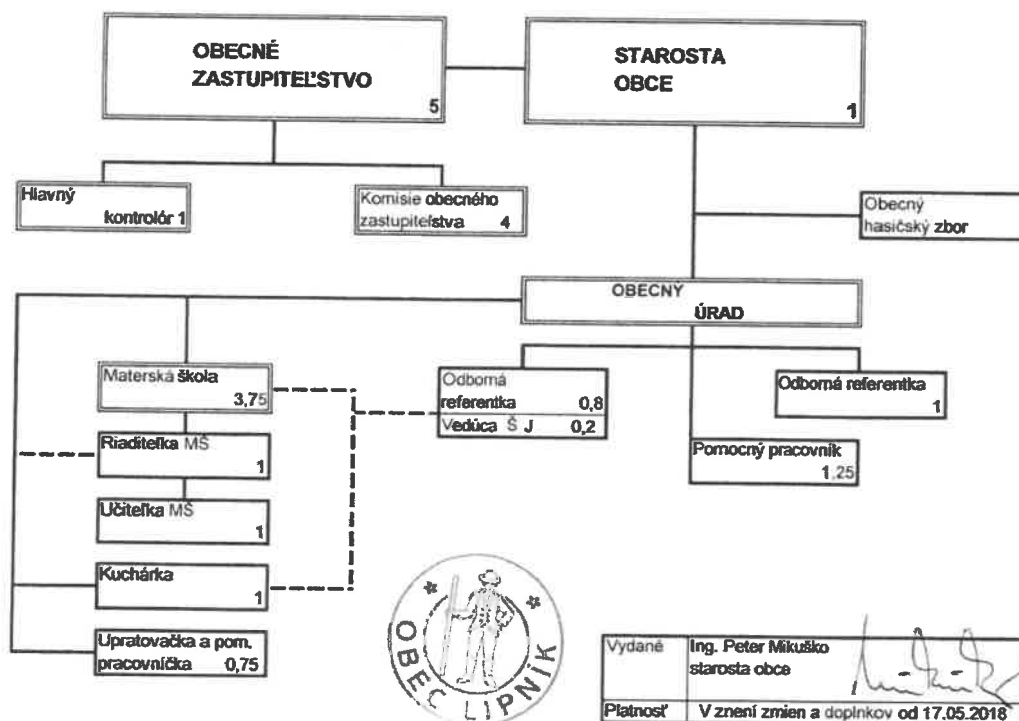 OBECNÉ
ZASTUPITEĽSTVO
5
STAROSTA
OBCE
1
Hlavný
kontrolór 1
Komisie obecného
zastupiteľstva 4
Obecný
hasičský zbor
OBECNÝ
ÚRAD
Materská škola
3,75
Odborná
referentka 0,8
Vedúca Š J 0,2
Odborná referentka
1
Riaditeľka MŠ
1
Pomocný pracovník
1,25
Učiteľka MŠ
1
Kuchárka
1
Upratovačka a pom.
pracovníčka 0,75
OBEC LIPNÍK
Vydané Ing. Peter Mikuško
starosta obce
Platnosť V znení zmien a doplnkov od 17.05.2018